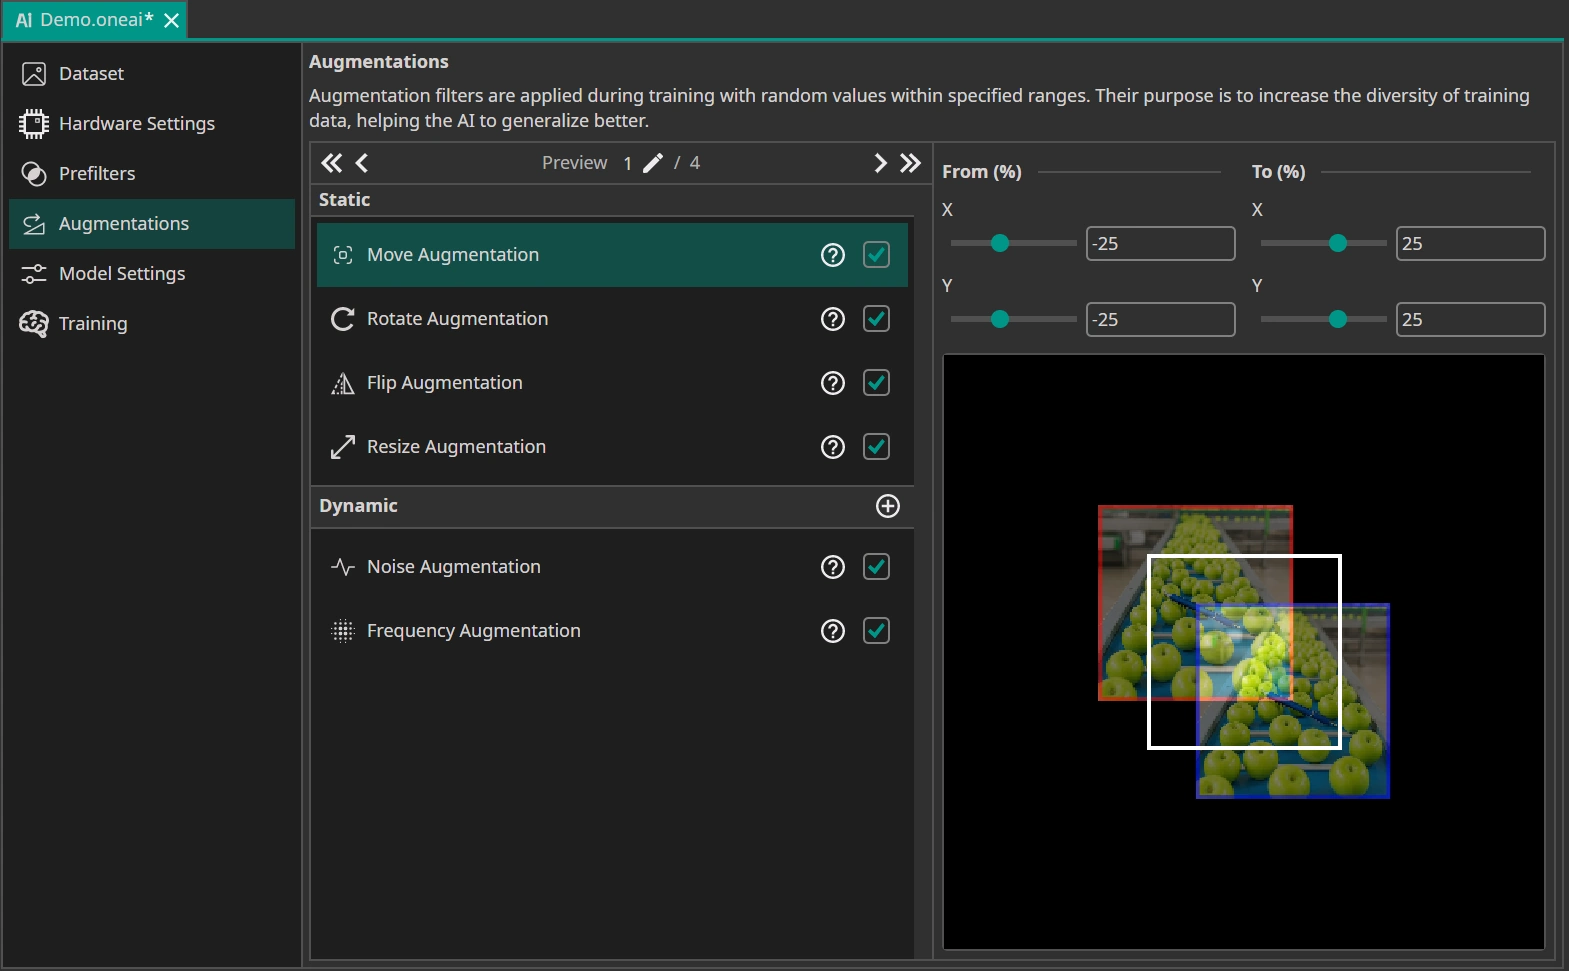 AI Demo.oneai*
Dataset
Hardware Settings
Prefilters
Augmentations
Model Settings
Training
Augmentations
Augmentation filters are applied during training with random values within specified ranges. Their purpose is to increase the diversity of training
data, helping the AI to generalize better.
Preview 1 / 4
Static
Move Augmentation
Rotate Augmentation
Flip Augmentation
Resize Augmentation
Dynamic
Noise Augmentation
Frequency Augmentation
From (%)
X
-25
Y
-25
To (%)
X
25
Y
25